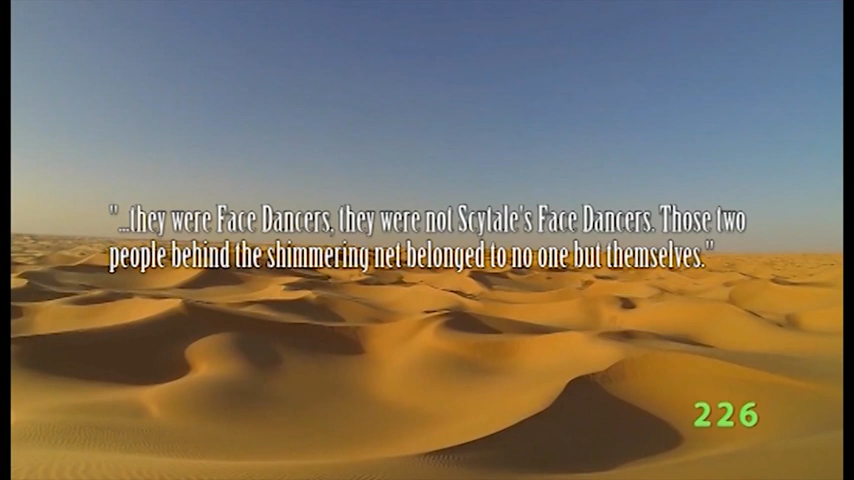 "...they were Face Dancers, they were not Scytale's Face Dancers. Those two
people behind the shimmering net belonged to no one but themselves."
226